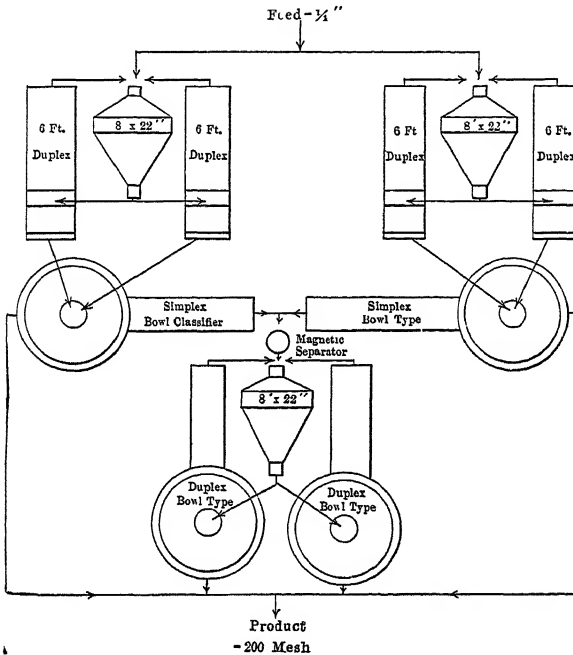 Feed-¼"
6 Ft.
Duplex
8' x 22"
6 Ft.
Duplex
6 Ft
Duplex
8' x 22"
6 Ft.
Duplex
Simplex
Bowl Classifier
Simplex
Bowl Type
Magnetic
Separator
8' x 22"
Duplex
Bowl Type
Duplex
Bowl Type
Product
-200 Mesh